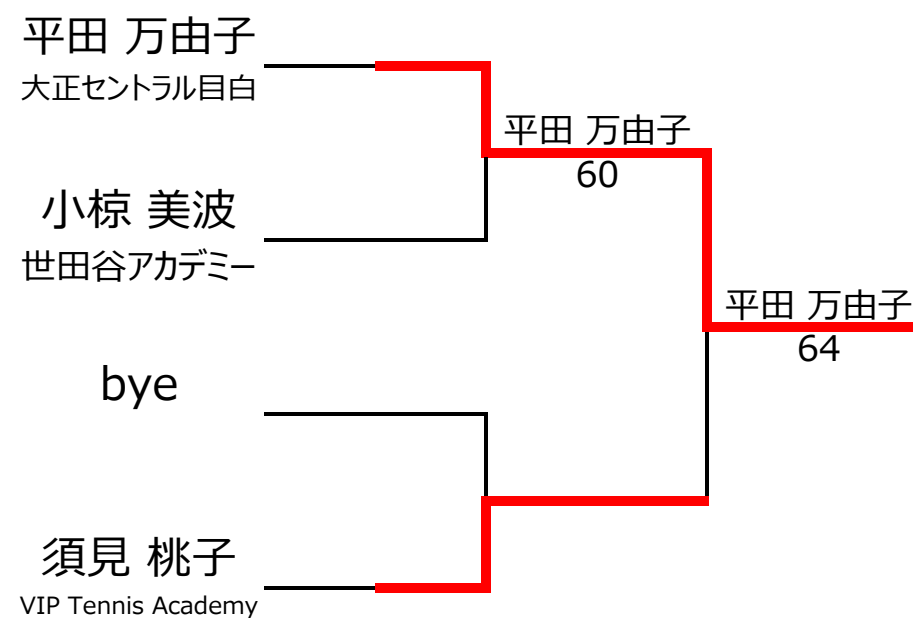 平田 万由子
大正セントラル目白
平田 万由子
60
小椋 美波
世田谷アカデミー
平田 万由子
64
bye
須見 桃子
VIP Tennis Academy